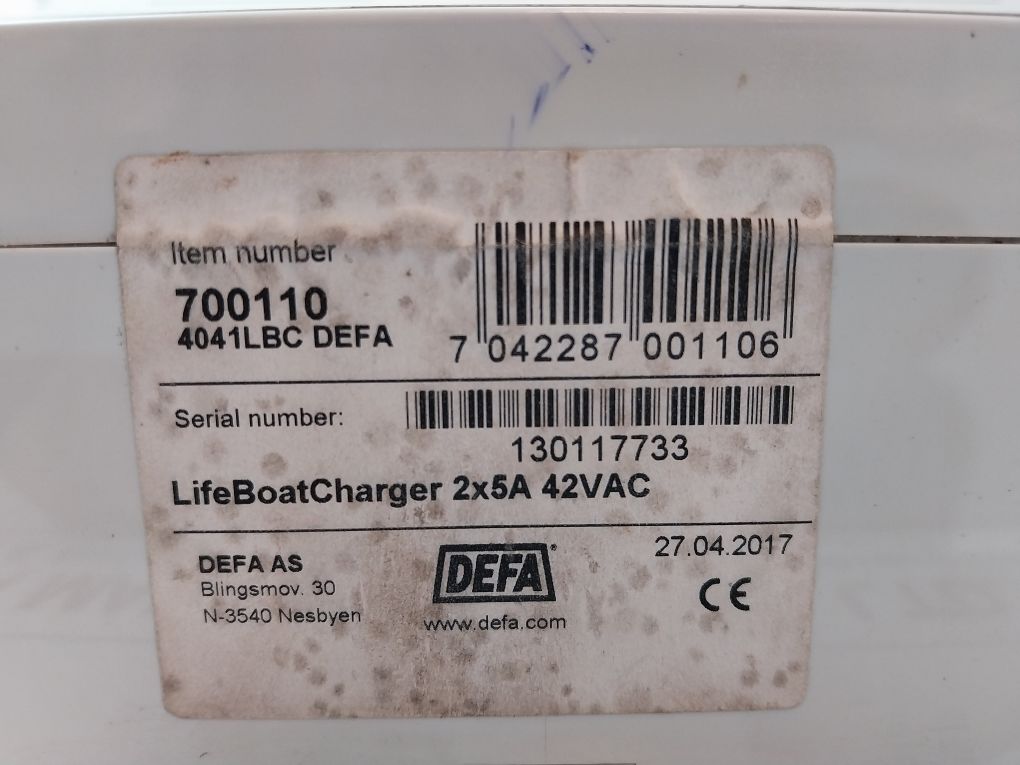 Item number
700110
4041LBC DEFA
7 042287 001106
Serial number:
130117733
LifeBoatCharger 2x5A 42VAC
DEFA AS
Blingsmov. 30
N-3540 Nesbyen
DEFA®
www.defa.com
27.04.2017
CE